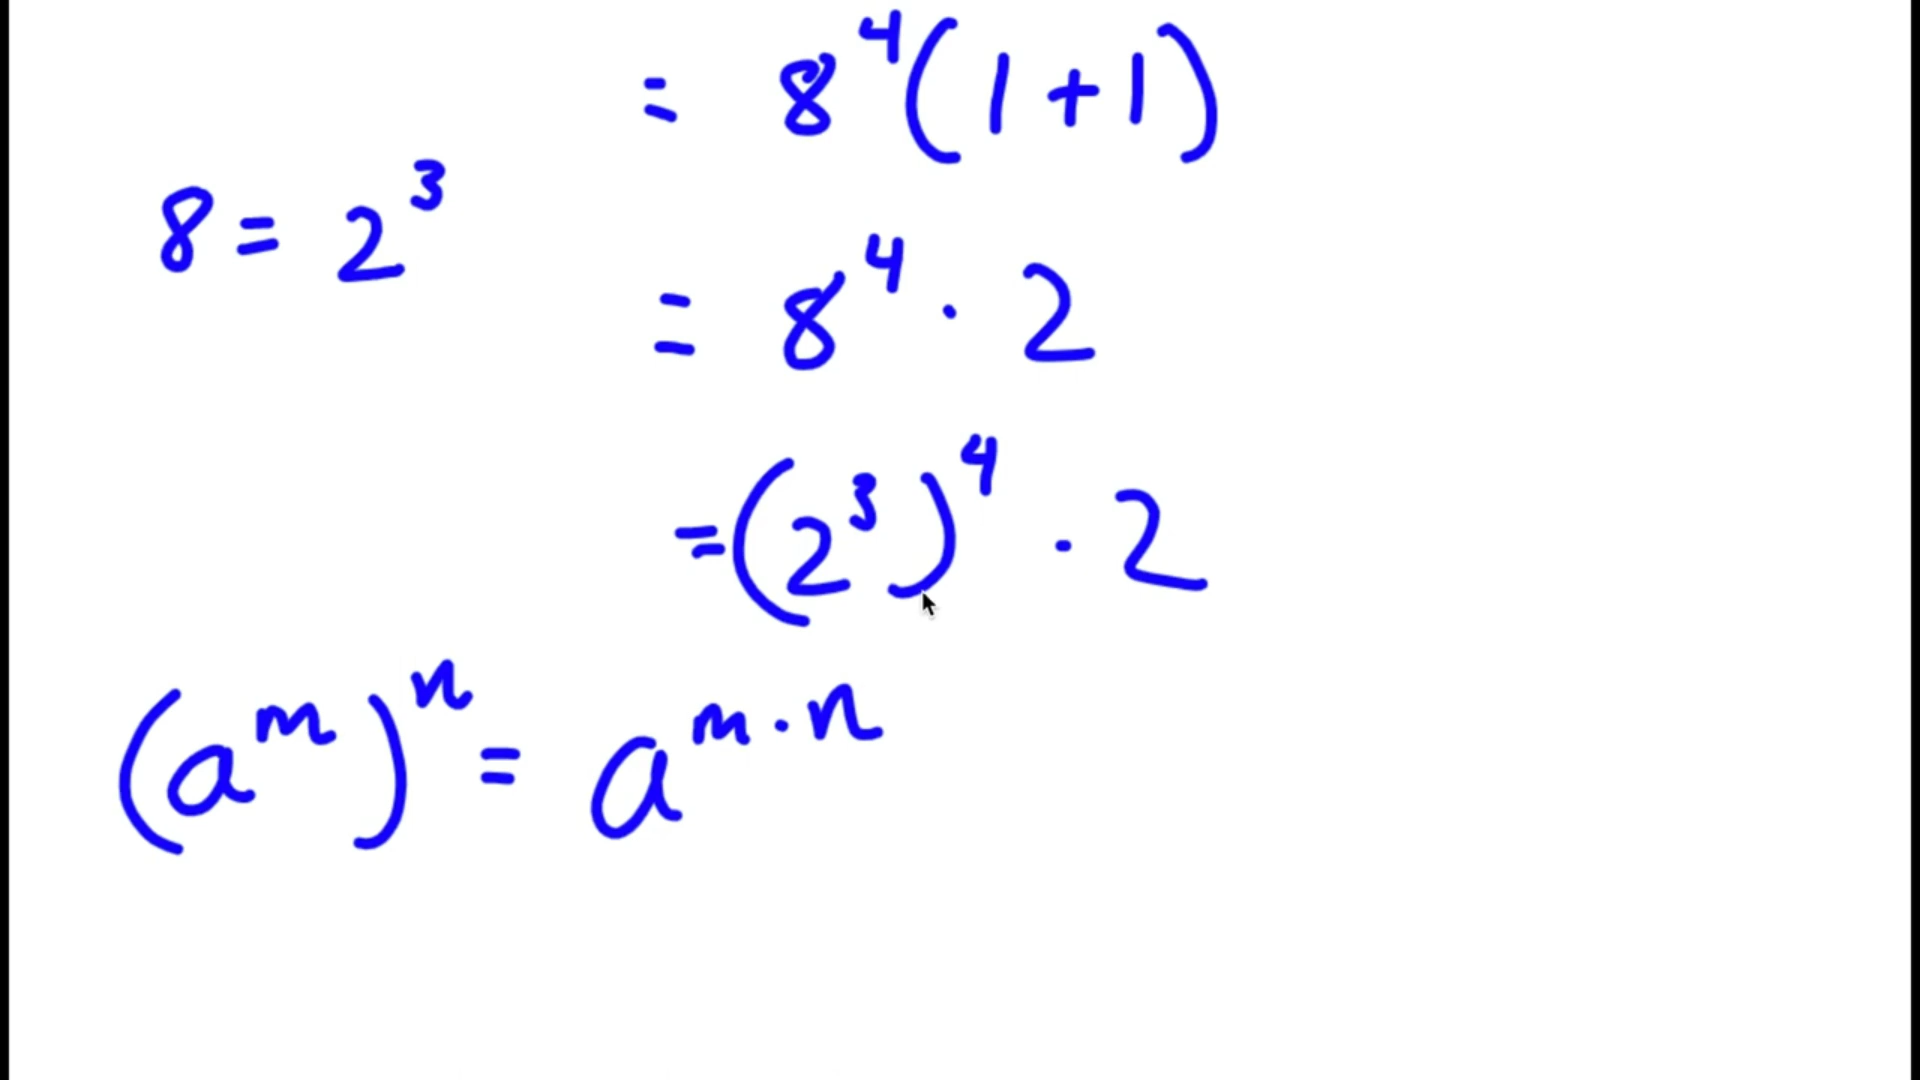 = 8⁴(1+1)
8 = 2³
= 8⁴ · 2
= (2³)⁴ · 2
(aᵐ)ⁿ = aᵐ·ⁿ